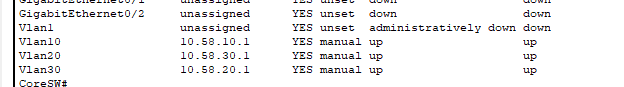 GigabitEthernet0/1 unassigned YES unset down down
GigabitEthernet0/2 unassigned YES unset down down
Vlan1 unassigned YES unset administratively down down
Vlan10 10.58.10.1 YES manual up up
Vlan20 10.58.30.1 YES manual up up
Vlan30 10.58.20.1 YES manual up up
CoreSW#